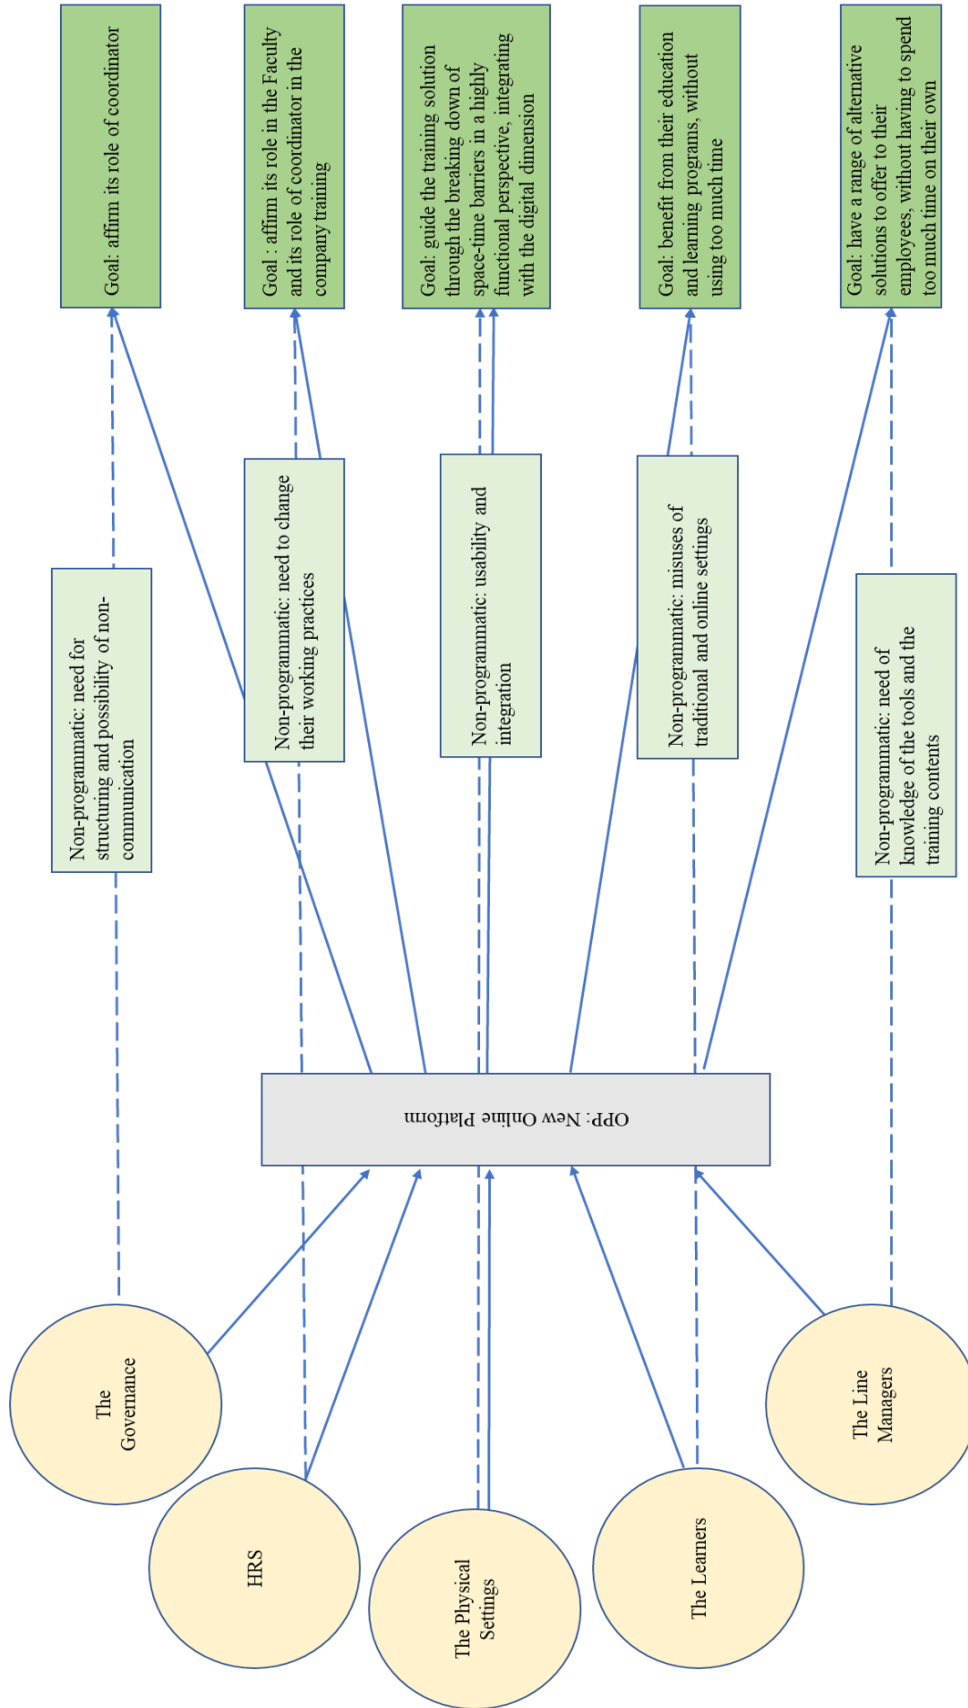 The
Governance
HRS
The Physical
Settings
The Learners
The Line
Managers
OPP: New Online Platform
Non-programmatic: need for
structuring and possibility of non-
communication
Non-programmatic: need to change
their working practices
Non-programmatic: usability and
integration
Non-programmatic: misuses of
traditional and online settings
Non-programmatic: need of
knowledge of the tools and the
training contents
Goal: affirm its role of coordinator
Goal : affirm its role in the Faculty
and its role of coordinator in the
company training
Goal: guide the training solution
through the breaking down of
space-time barriers in a highly
functional perspective, integrating
with the digital dimension
Goal: benefit from their education
and learning programs, without
using too much time
Goal: have a range of alternative
solutions to offer to their
employees, without having to spend
too much time on their own